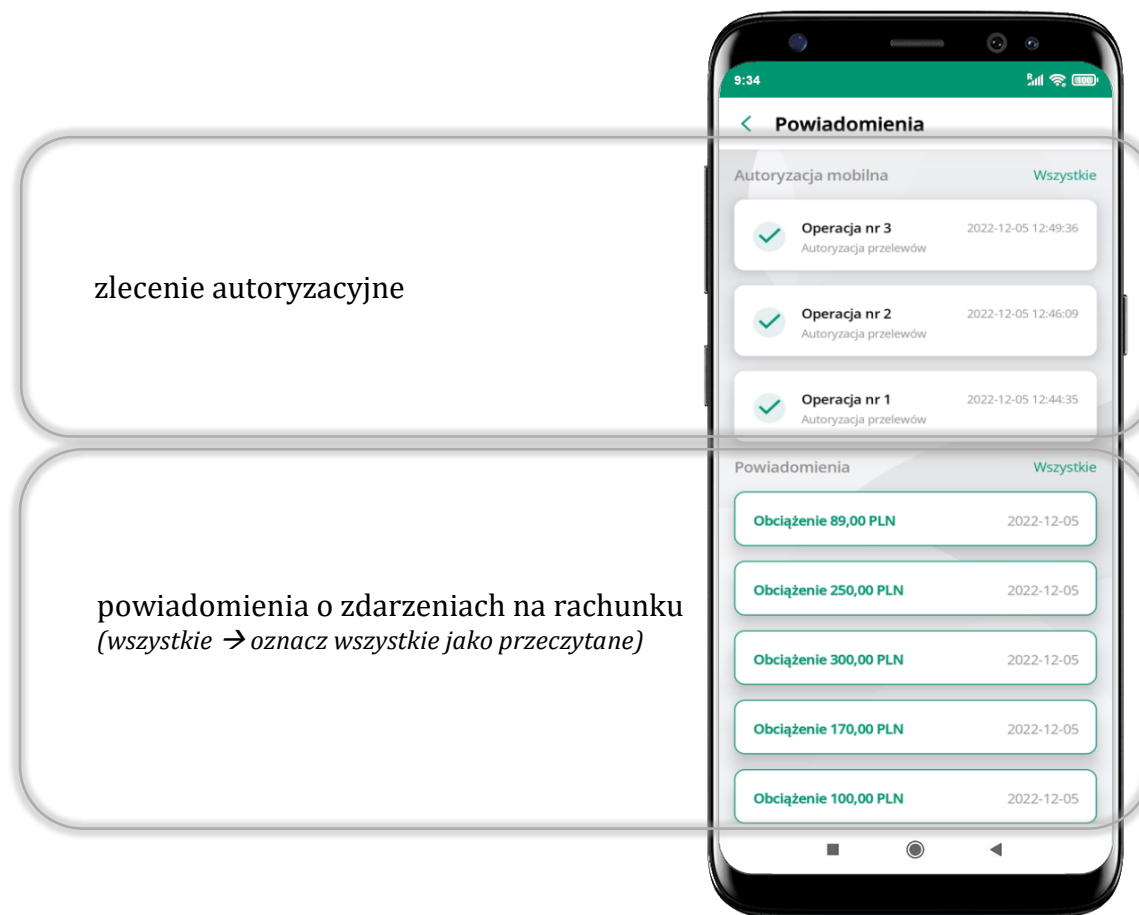 9:34
Powiadomienia
Autoryzacja mobilna Wszystkie
Operacja nr 3 2022-12-05 12:49:36
Autoryzacja przelewów
zlecenie autoryzacyjne
Operacja nr 2 2022-12-05 12:46:09
Autoryzacja przelewów
Operacja nr 1 2022-12-05 12:44:35
Autoryzacja przelewów
Powiadomienia Wszystkie
Obciążenie 89,00 PLN 2022-12-05
Obciążenie 250,00 PLN 2022-12-05
powiadomienia o zdarzeniach na rachunku
(wszystkie → oznacz wszystkie jako przeczytane)
Obciążenie 300,00 PLN 2022-12-05
Obciążenie 170,00 PLN 2022-12-05
Obciążenie 100,00 PLN 2022-12-05